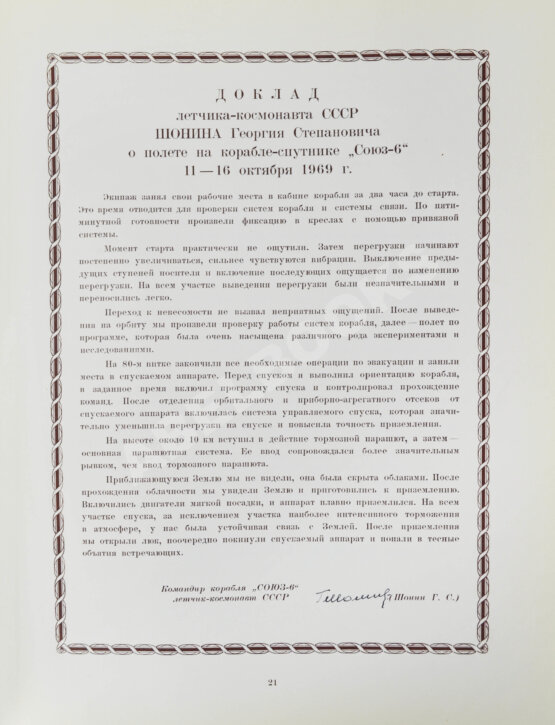 ДОКЛАД
летчика-космонавта СССР
ШОНИНА Георгия Степановича
о полете на корабле-спутнике „Союз-6“
11—16 октября 1969 г.
Экипаж занял свои рабочие места в кабине корабля за два часа до старта.
Это время отводится для проверки систем корабля и системы связи. По пяти-
минутной готовности произвели фиксацию в креслах с помощью привязной
системы.
Момент старта практически не ощутили. Затем перегрузки начинают
постепенно увеличиваться, сильнее чувствуются вибрации. Выключение преды-
дущих ступеней носителя и включение последующих ощущается по изменению
перегрузки. На всем участке выведения перегрузки были незначительными и
переносились легко.
Переход к невесомости не вызвал неприятных ощущений. После выведе-
ния на орбиту мы произвели проверку работы систем корабля, далее — полет по
программе, которая была очень насыщена различного рода экспериментами и
исследованиями.
На 80-м витке закончили все необходимые операции по эвакуации и заняли
места в спускаемом аппарате. Перед спуском я выполнил ориентацию корабля,
в заданное время включил программу спуска и контролировал прохождение
команд. После отделения орбитального и приборно-агрегатного отсеков от
спускаемого аппарата включилась система управляемого спуска, которая значи-
тельно уменьшила перегрузки на спуске и повысила точность приземления.
На высоте около 10 км вступил в действие тормозной парашют, а затем —
основная парашютная система. Ее ввод сопровождался более значительным
рывком, чем ввод тормозного парашюта.
Приближающуюся Землю мы не видели, она была скрыта облаками. После
прохождения облачности мы увидели Землю и приготовились к приземлению.
Включились двигатели мягкой посадки, и аппарат плавно приземлился. На всем
участке спуска, за исключением участка наиболее интенсивного торможения
в атмосфере, у нас была устойчивая связь с Землей. После приземления
мы открыли люк, поочередно покинули спускаемый аппарат и попали в тесные
объятия встречающих.
Командир корабля „СОЮЗ-6“
летчик-космонавт СССР
(Шонин Г. С.)
21